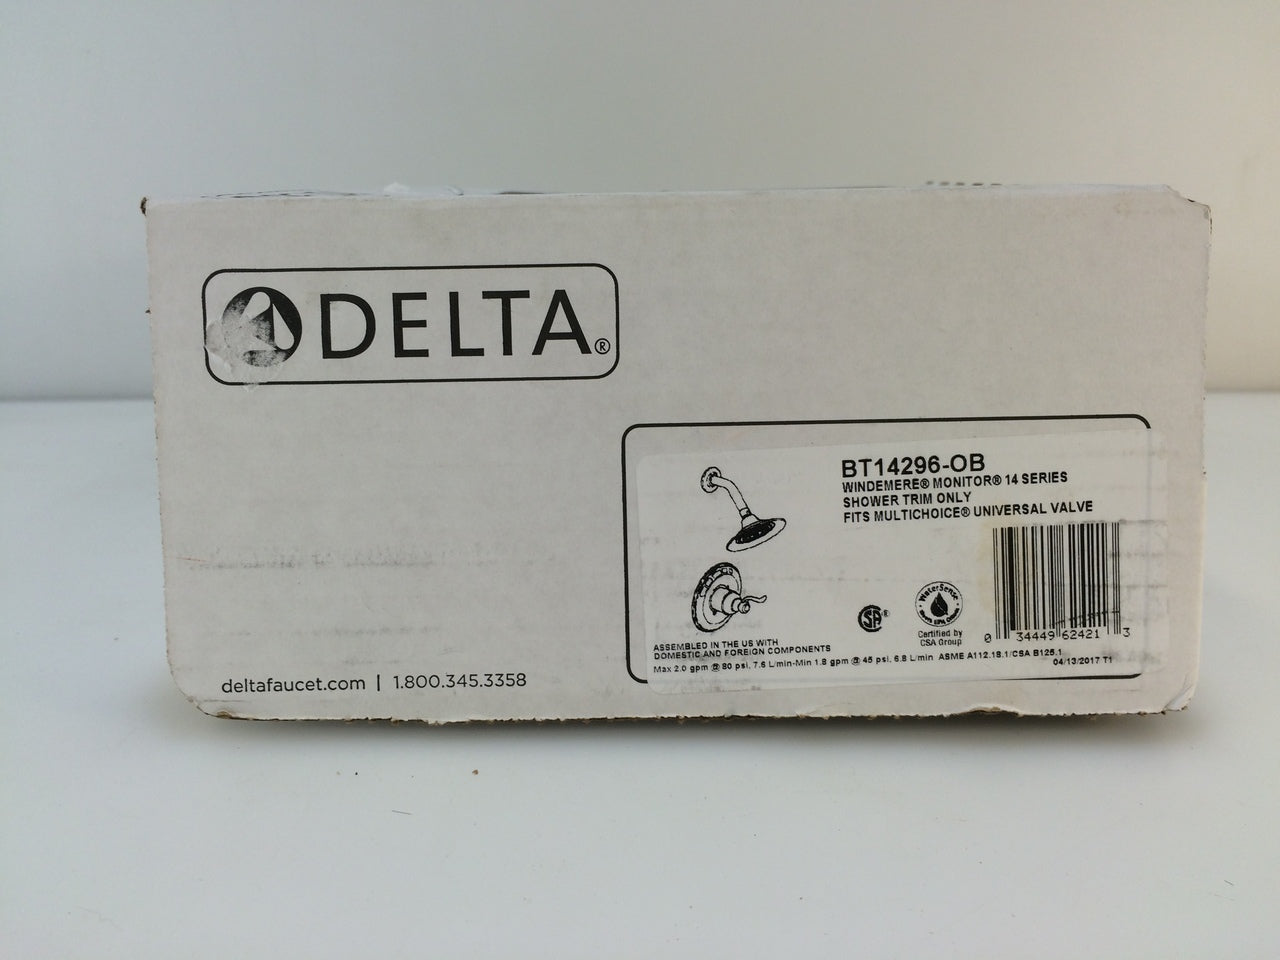 DELTA®
BT14296-OB
WINDEMERE® MONITOR® 14 SERIES
SHOWER TRIM ONLY
FITS MULTICHOICE® UNIVERSAL VALVE
SA®
WaterSense
Certified by
CSA Group
0 34449 62421 3
ASSEMBLED IN THE US WITH
DOMESTIC AND FOREIGN COMPONENTS
Max 2.0 gpm @ 80 psi, 7.6 L/min-Min 1.8 gpm @ 45 psi, 6.8 L/min ASME A112.18.1/CSA B125.1
04/13/2017 T1
deltafaucet.com | 1.800.345.3358